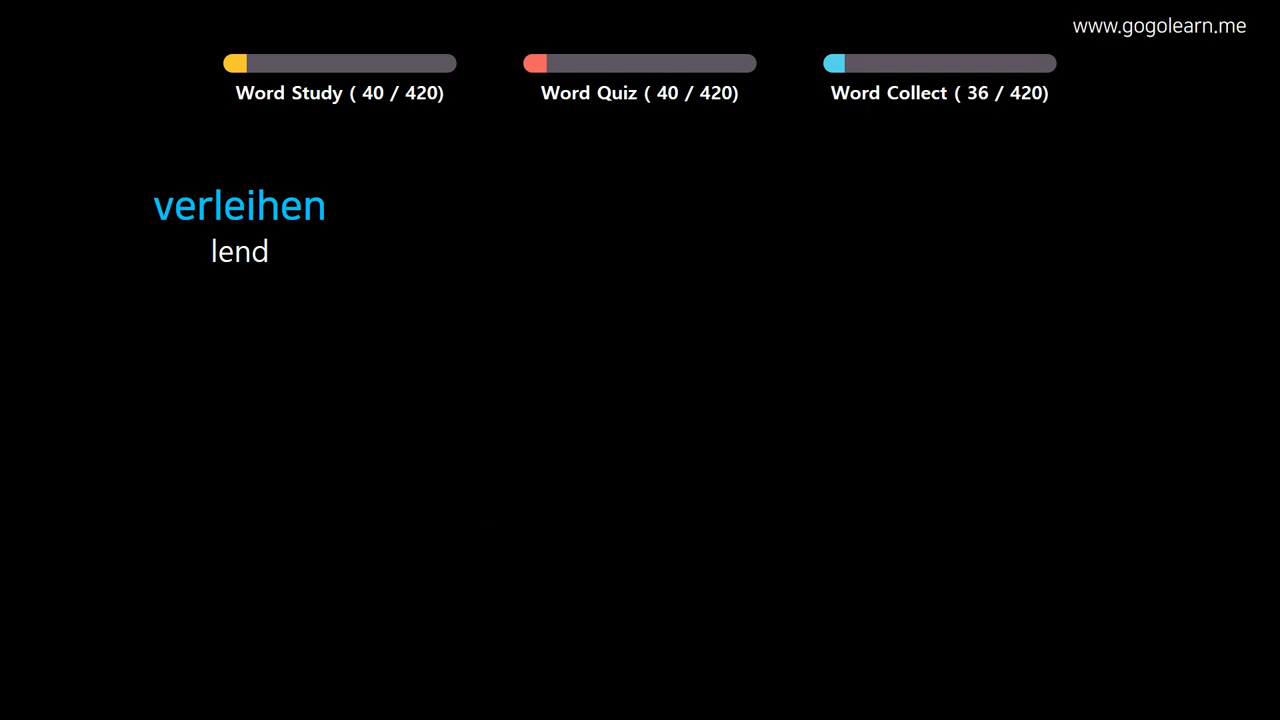 www.gogolearn.me
Word Study ( 40 / 420)
Word Quiz ( 40 / 420)
Word Collect ( 36 / 420)
verleihen
lend